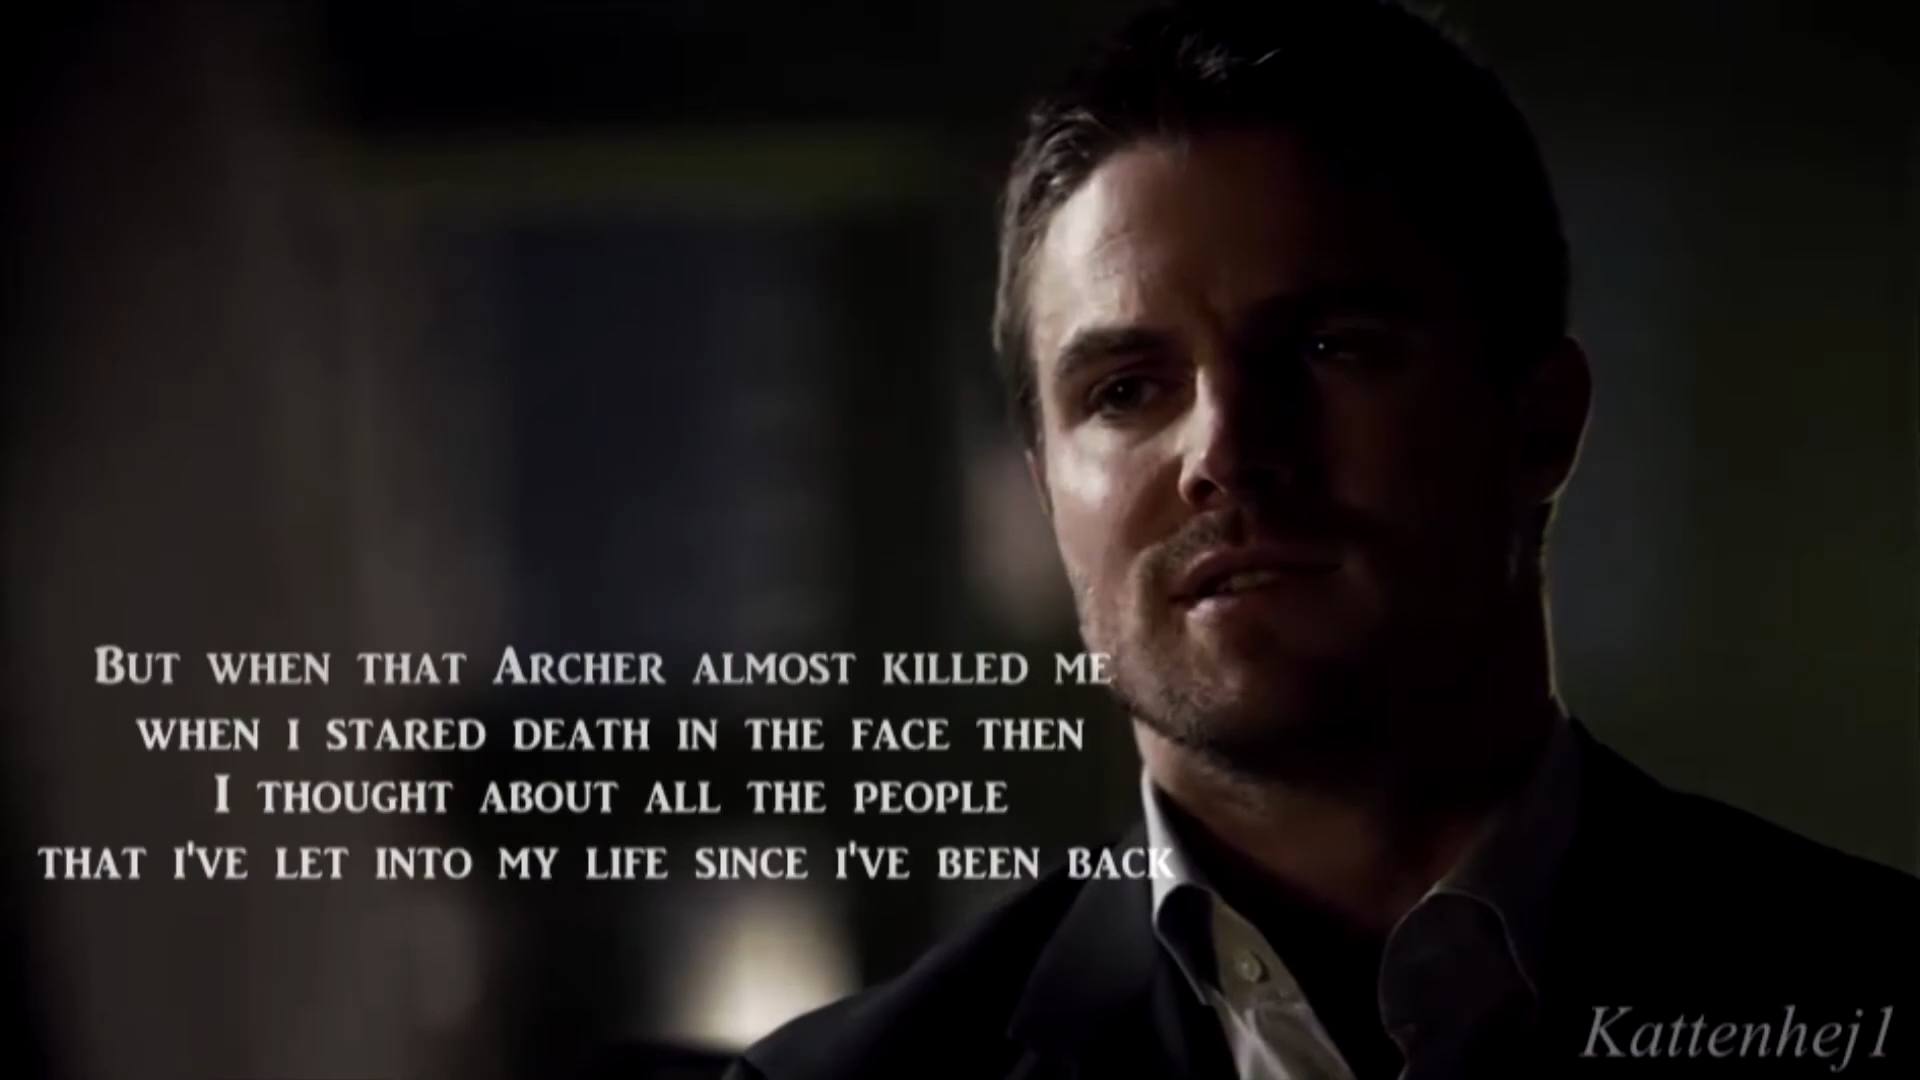 But when that Archer almost killed me
when i stared death in the face then
I thought about all the people
that i've let into my life since i've been back
Kattenhej1